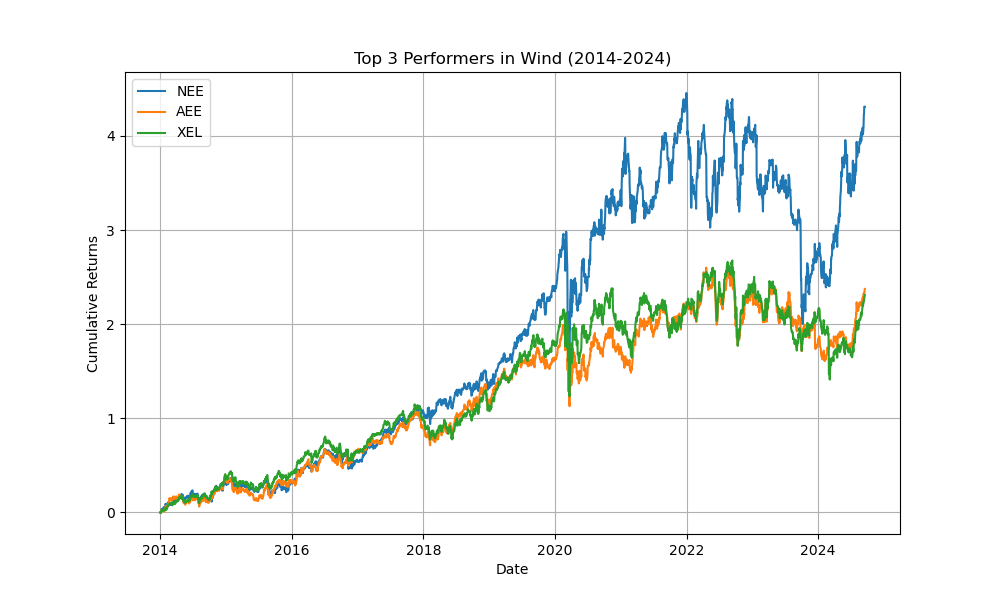 Top 3 Performers in Wind (2014-2024)
NEE
AEE
XEL
Cumulative Returns
4
3
2
1
0
2014 2016 2018 2020 2022 2024
Date